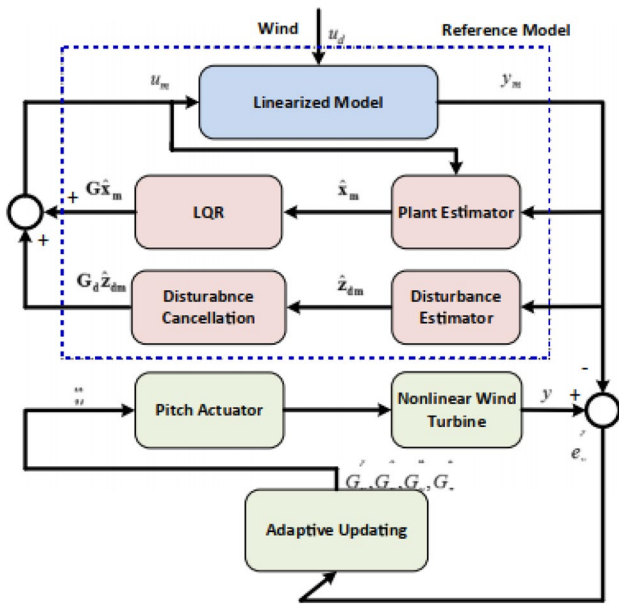 Wind
u_d
Reference Model
u_m
Linearized Model
y_m
Gx̂_m
LQR
x̂_m
Plant Estimator
+
+
G_d ẑ_dm
Disturabnce
Cancellation
ẑ_dm
Disturbance
Estimator
-
Pitch Actuator
Nonlinear Wind
Turbine
y
+
e
Adaptive Updating